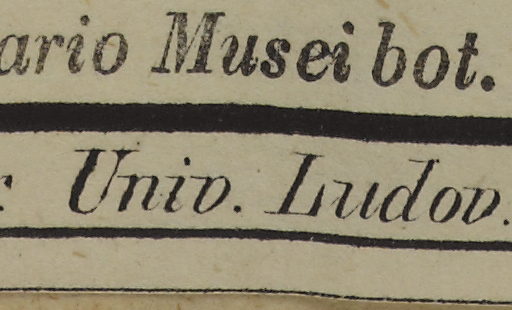 ario Musei bot.
Univ. Ludov.